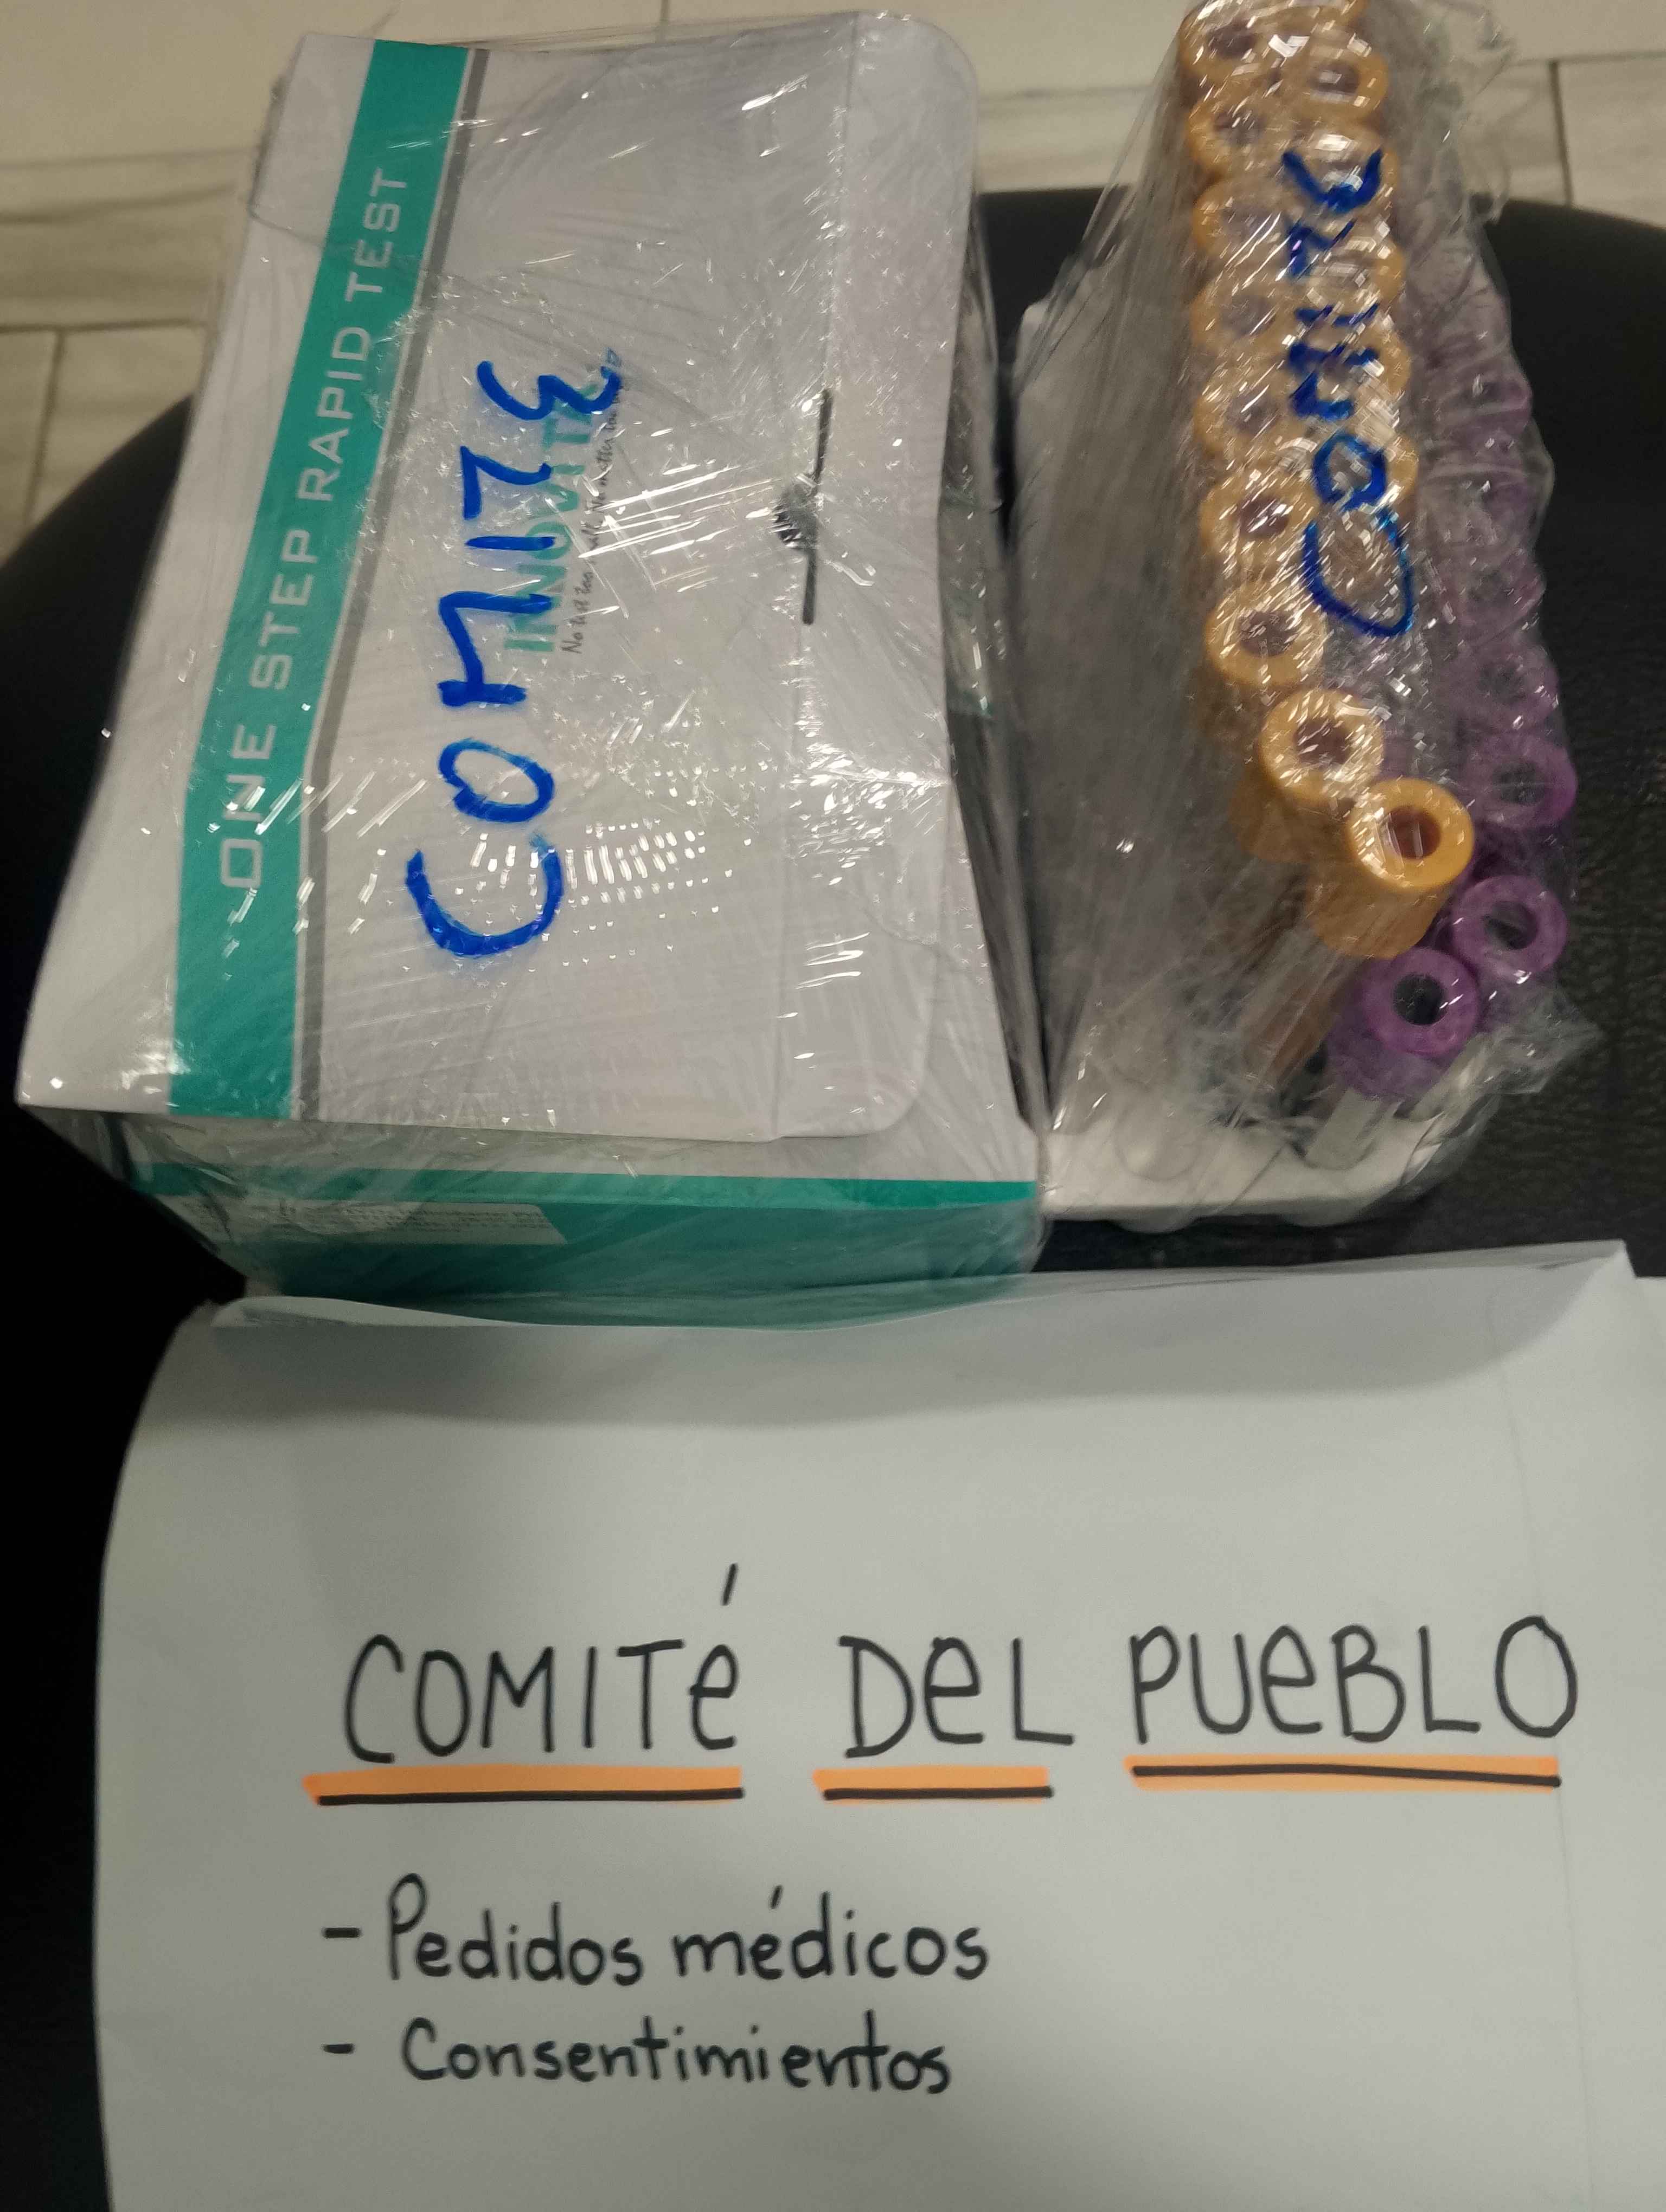 ONE STEP RAPID TEST
COMITE
INNOVITA
COMITE
COMITÉ DEL PUEBLO
- Pedidos médicos
- Consentimientos